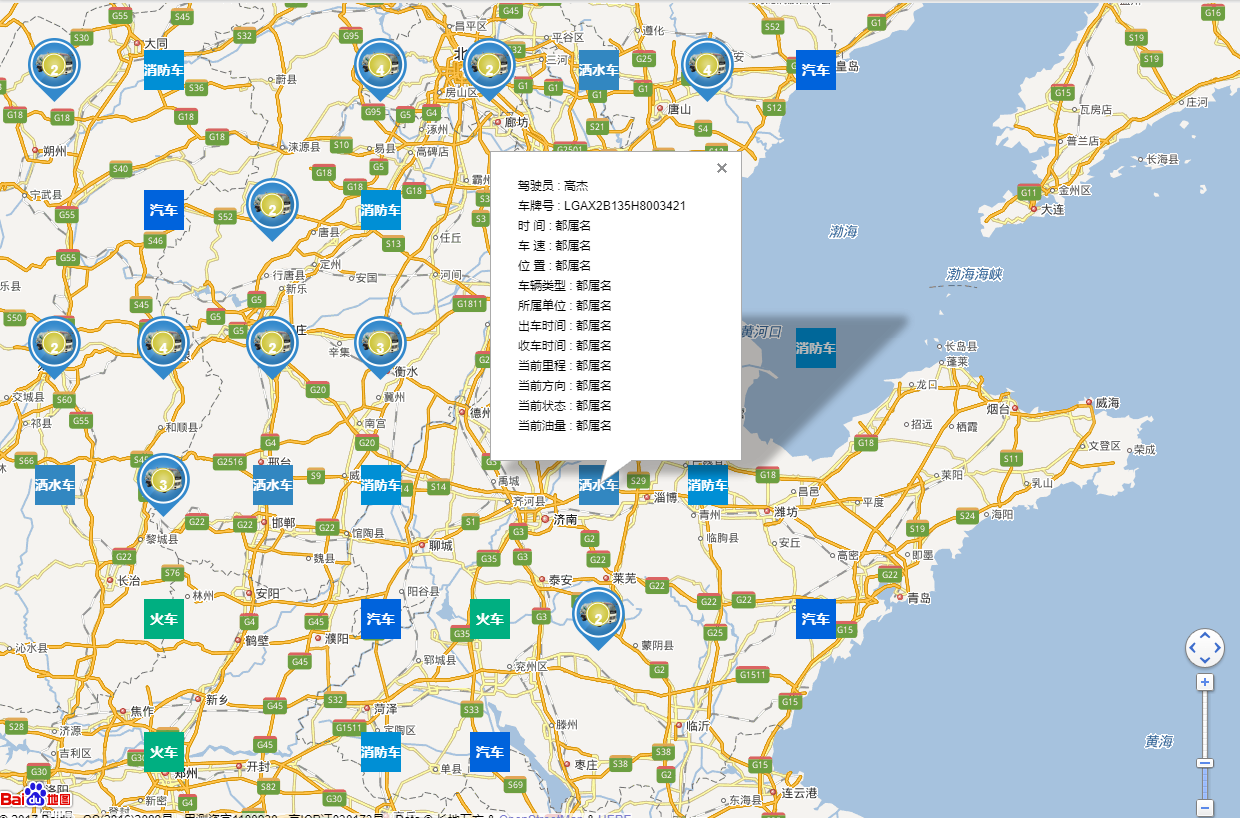 驾驶员 : 高杰
车牌号 : LGAX2B135H8003421
时 间 : 都属名
车 速 : 都属名
位 置 : 都属名
车辆类型 : 都属名
所属单位 : 都属名
出车时间 : 都属名
收车时间 : 都属名
当前里程 : 都属名
当前方向 : 都属名
当前状态 : 都属名
当前油量 : 都属名
G55
S45
G45
昌平区
平谷区
遵化
S52
G1
G16
S30
大同
S32
G95
三河
G25
S19
2
消防车
4
2
洒水车
4
汽车
皇岛
S19
蔚县
S36
房山区
G1
G1
G1
G1
G15
庄河
瓦房店
G18
G18
G18
G95
G5
G4
廊坊
唐山
S12
S21
S4
涿州
G18
朔州
涞源县
S10
易县
高碑店
G2501
普兰店
长海县
S40
G18
G5
G18
G18
宁武县
金州区
G11
大连
汽车
2
消防车
G55
S52
唐县
S46
S13
任丘
渤海
G55
定州
行唐县
安国
河间
渤海海峡
新乐
S45
G5
G1811
S50
G5
G5
黄河口
2
4
2
3
消防车
辛集
衡水
长岛县
蓬莱
龙口
交城县
S60
G20
冀州
烟台
威海
祁县
G55
和顺县
南宫
德州
招远
栖霞
G4
G20
G18
文登区
荣成
S66
G2516
邢台
S9
S11
洒水车
3
洒水车
消防车
S14
禹城
洒水车
S29
消防车
G18
莱阳
乳山
昌邑
齐河县
淄博
平度
G22
G22
邯郸
G22
馆陶县
S1
济南
青州
潍坊
S24
海阳
S19
黎城县
聊城
G3
G2
临朐县
安丘
G22
魏县
G35
G3
G22
高密
即墨
长治
S76
泰安
莱芜
G22
G22
林州
安阳
阳谷县
G22
G22
青岛
火车
G4
G45
汽车
火车
G3
2
汽车
G15
鹤壁
濮阳
G35
G25
蒙阴县
沁水县
G45
郓城县
兖州区
G2
G1511
新乡
G45
S32
菏泽
S33
G15
焦作
S28
济源
G1511
定陶区
滕州
临沂
黄海
吉利区
火车
G45
消防车
汽车
S38
G30
郑州
开封
单县
枣庄
S38
G2
G15
S82
S69
Bai du 地图
新密
G4
G30
东海县
连云港